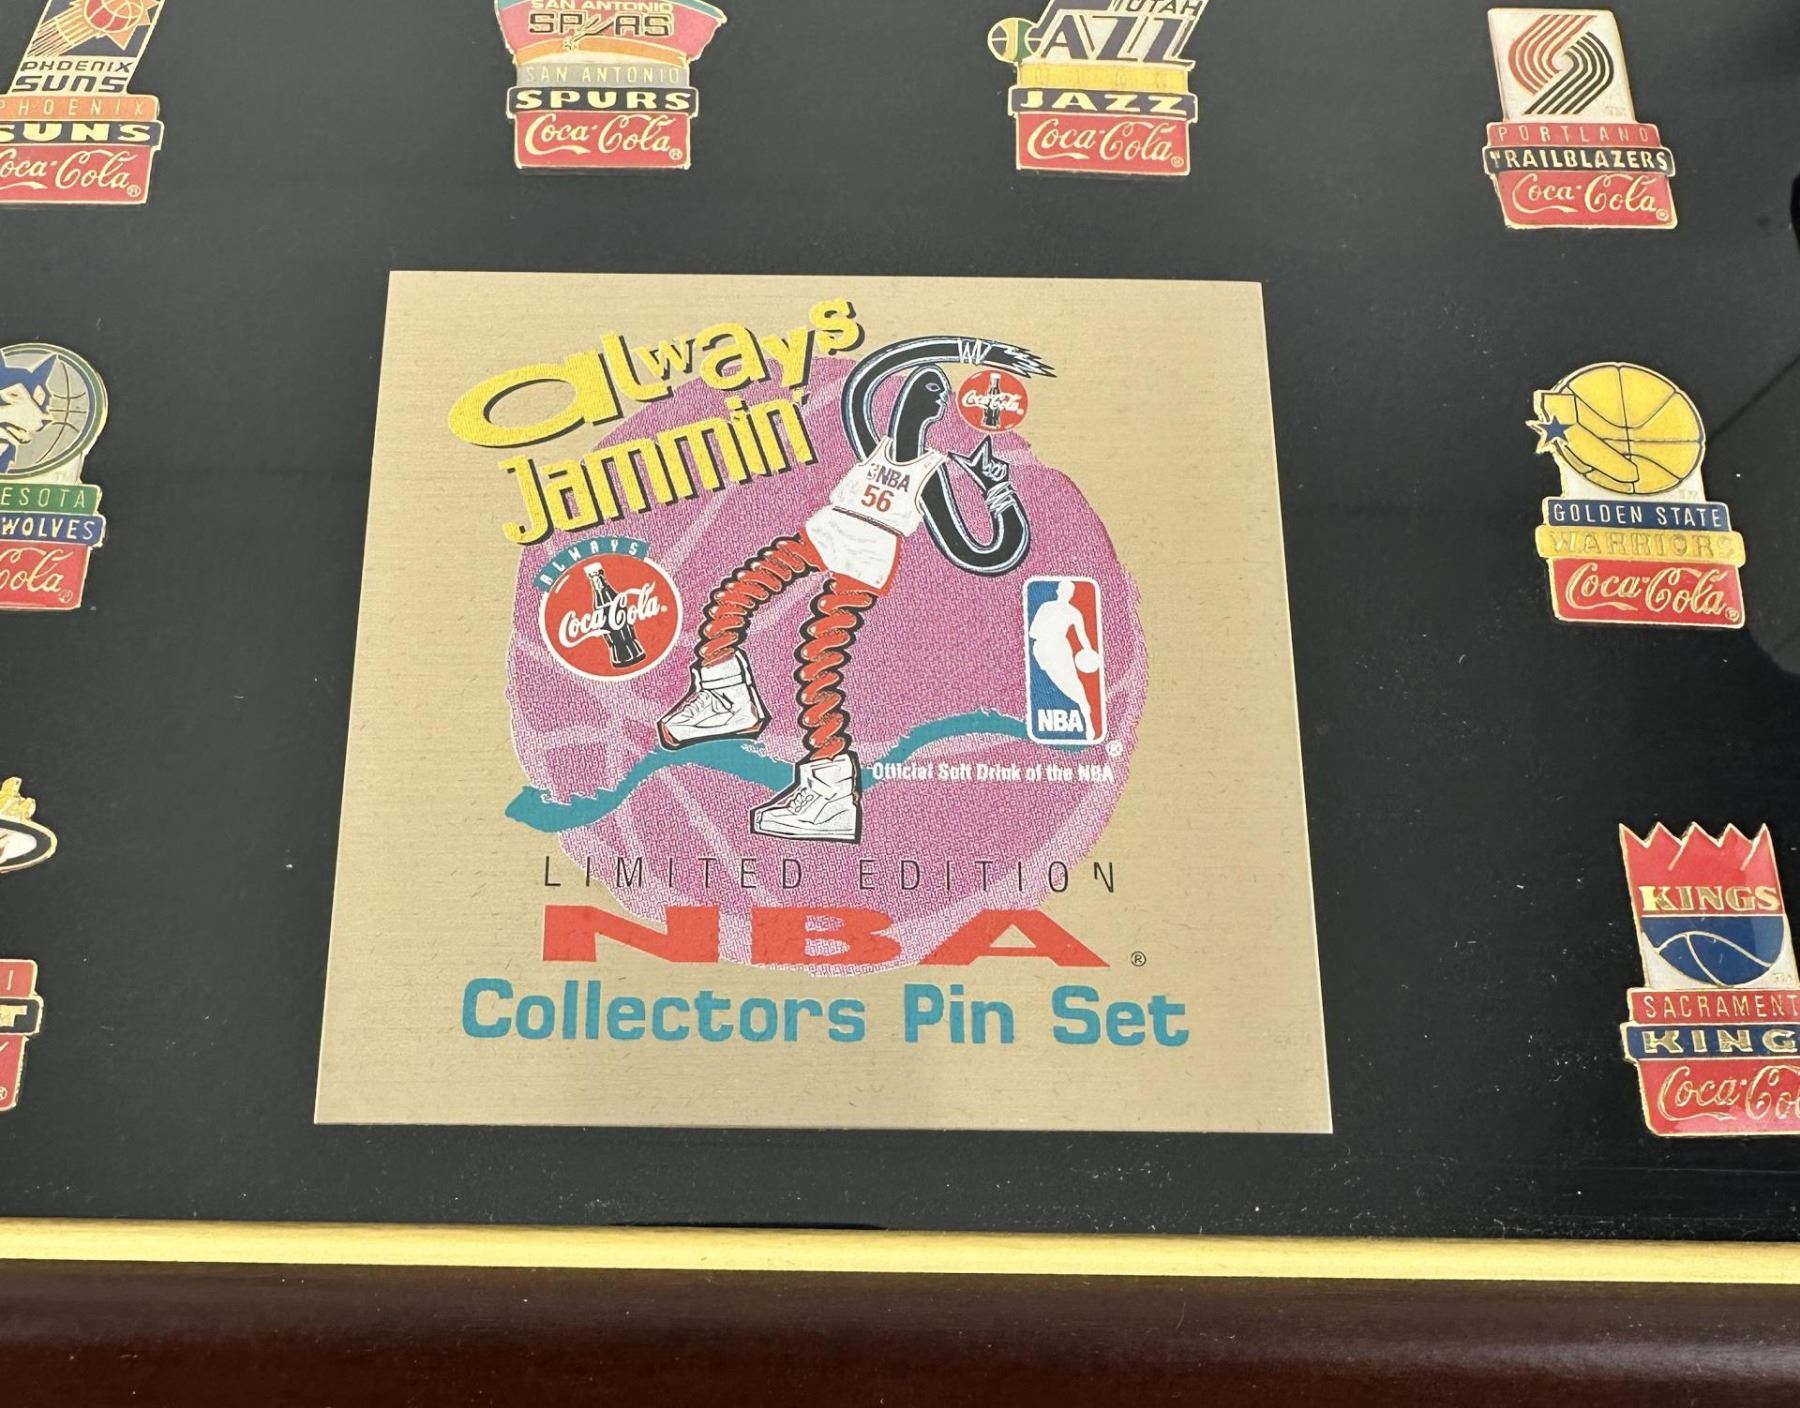 PHOENIX
SUNS
PHOENIX
SUNS
Coca-Cola®
SAN ANTONIO
SPURS
SAN ANTONIO
SPURS
Coca-Cola®
UTAH
JAZZ
UTAH
JAZZ
Coca-Cola®
PORTLAND
TRAILBLAZERS
Coca-Cola®
ESOTA
WOLVES
Cola®
GOLDEN STATE
WARRIORS
Coca-Cola®
KINGS
SACRAMENT
KING
Coca-Co
always
Jammin'
Coca-Cola®
NBA
56
ALWAYS
Coca-Cola®
NBA
®
Official Soft Drink of the NBA
LIMITED EDITION
NBA®
Collectors Pin Set